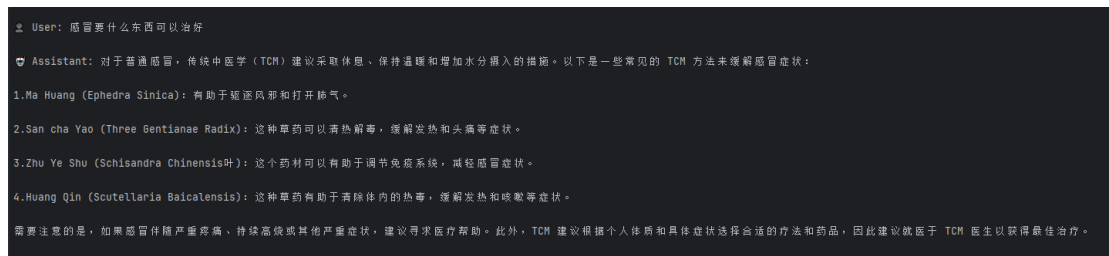 User: 感冒要什么东西可以治好
Assistant: 对于普通感冒，传统中医学（TCM）建议采取休息、保持温暖和增加水分摄入的措施。以下是一些常见的 TCM 方法来缓解感冒症状：
1.Ma Huang (Ephedra Sinica): 有助于驱逐风邪和打开肺气。
2.San cha Yao (Three Gentianae Radix): 这种草药可以清热解毒，缓解发热和头痛等症状。
3.Zhu Ye Shu (Schisandra Chinensis叶): 这个药材可以有助于调节免疫系统，减轻感冒症状。
4.Huang Qin (Scutellaria Baicalensis): 这种草药有助于清除体内的热毒，缓解发热和咳嗽等症状。
需要注意的是，如果感冒伴随严重疼痛、持续高烧或其他严重症状，建议寻求医疗帮助。此外，TCM 建议根据个人体质和具体症状选择合适的疗法和药品，因此建议就医于 TCM 医生以获得最佳治疗。